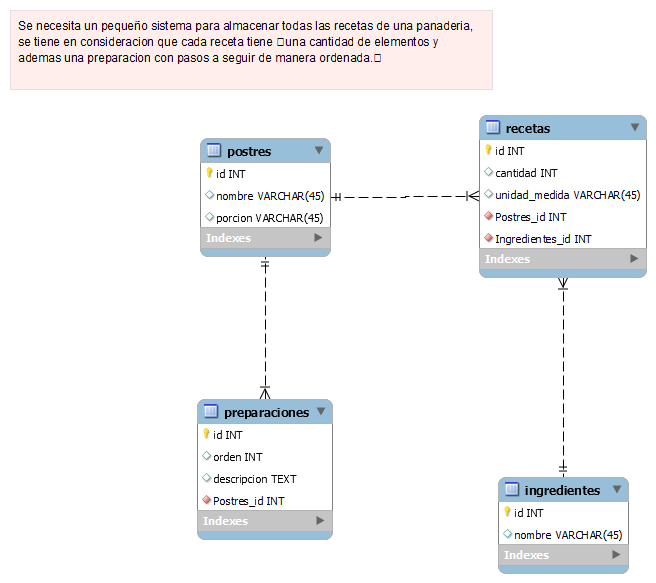 Se necesita un pequeño sistema para almacenar todas las recetas de una panaderia,
se tiene en consideracion que cada receta tiene una cantidad de elementos y
ademas una preparacion con pasos a seguir de manera ordenada.
postres
id INT
nombre VARCHAR(45)
porcion VARCHAR(45)
Indexes
recetas
id INT
cantidad INT
unidad_medida VARCHAR(45)
Postres_id INT
Ingredientes_id INT
Indexes
preparaciones
id INT
orden INT
descripcion TEXT
Postres_id INT
Indexes
ingredientes
id INT
nombre VARCHAR(45)
Indexes